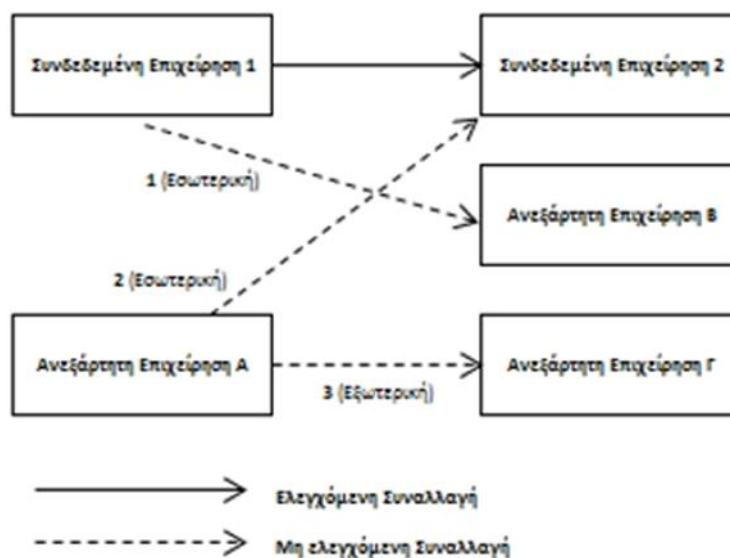 Συνδεδεμένη Επιχείρηση 1
Συνδεδεμένη Επιχείρηση 2
1 (Εσωτερική)
Ανεξάρτητη Επιχείρηση Β
2 (Εσωτερική)
Ανεξάρτητη Επιχείρηση Α
Ανεξάρτητη Επιχείρηση Γ
3 (Εξωτερική)
Ελεγχόμενη Συναλλαγή
Μη ελεγχόμενη Συναλλαγή